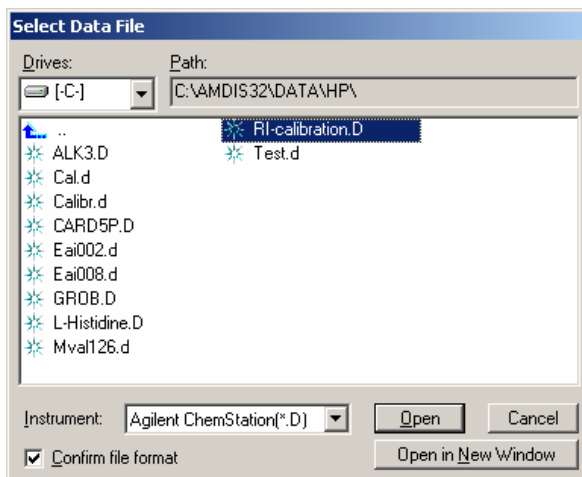 Select Data File
Drives: Path:
[-C-] C:\AMDIS32\DATA\HP\
..
ALK3.D
Cal.d
Calibr.d
CARD5P.D
Eai002.d
Eai008.d
GROB.D
L-Histidine.D
Mval126.d
RI-calibration.D
Test.d
Instrument: Agilent ChemStation(*.D) Open Cancel
Confirm file format Open in New Window